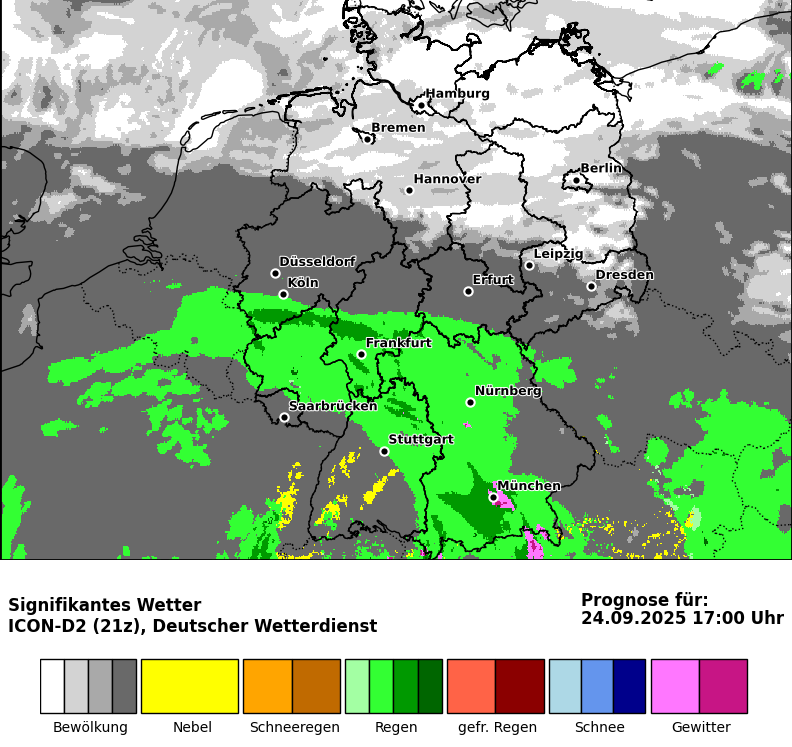 Hamburg
Bremen
Berlin
Hannover
Leipzig
Düsseldorf
Dresden
Köln
Erfurt
Frankfurt
Nürnberg
Saarbrücken
Stuttgart
München
Signifikantes Wetter
ICON-D2 (21z), Deutscher Wetterdienst
Prognose für:
24.09.2025 17:00 Uhr
Bewölkung
Nebel
Schneeregen
Regen
gefr. Regen
Schnee
Gewitter